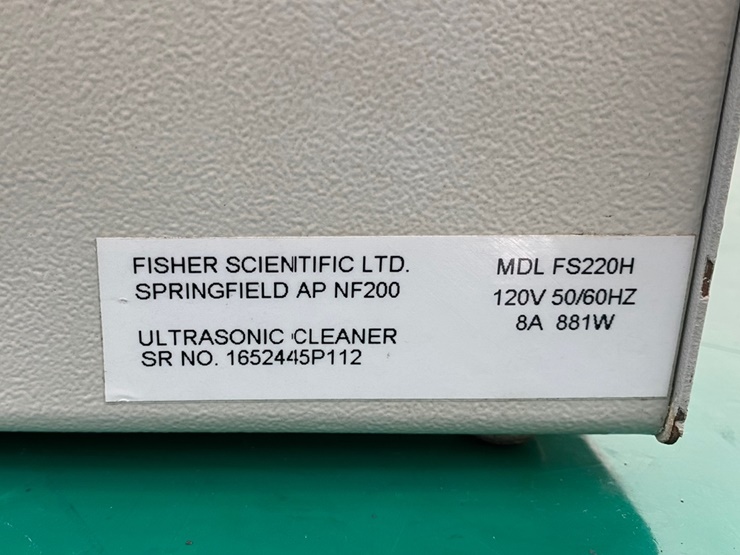 FISHER SCIENTIFIC LTD.
SPRINGFIELD AP NF200
ULTRASONIC CLEANER
SR NO. 1652445P112
MDL FS220H
120V 50/60HZ
8A 881W